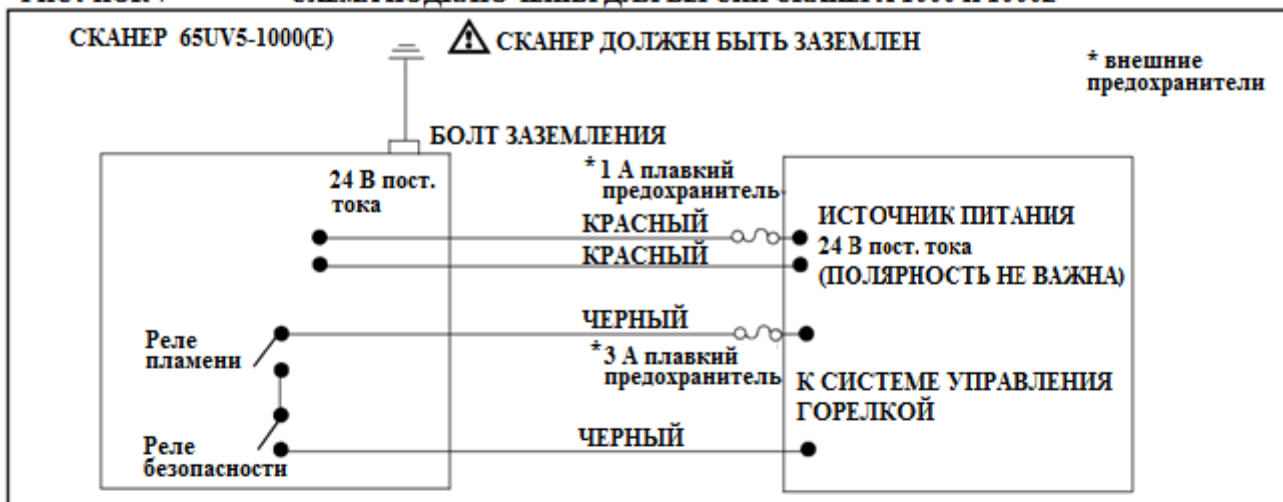 СКАНЕР 65UV5-1000(E)
СКАНЕР ДОЛЖЕН БЫТЬ ЗАЗЕМЛЕН
* внешние
предохранители
БОЛТ ЗАЗЕМЛЕНИЯ
24 В пост.
тока
* 1 А плавкий
предохранитель
КРАСНЫЙ
КРАСНЫЙ
ИСТОЧНИК ПИТАНИЯ
24 В пост. тока
(ПОЛЯРНОСТЬ НЕ ВАЖНА)
ЧЕРНЫЙ
Реле
пламени
*3 А плавкий
предохранитель
К СИСТЕМЕ УПРАВЛЕНИЯ
ГОРЕЛКОЙ
ЧЕРНЫЙ
Реле
безопасности